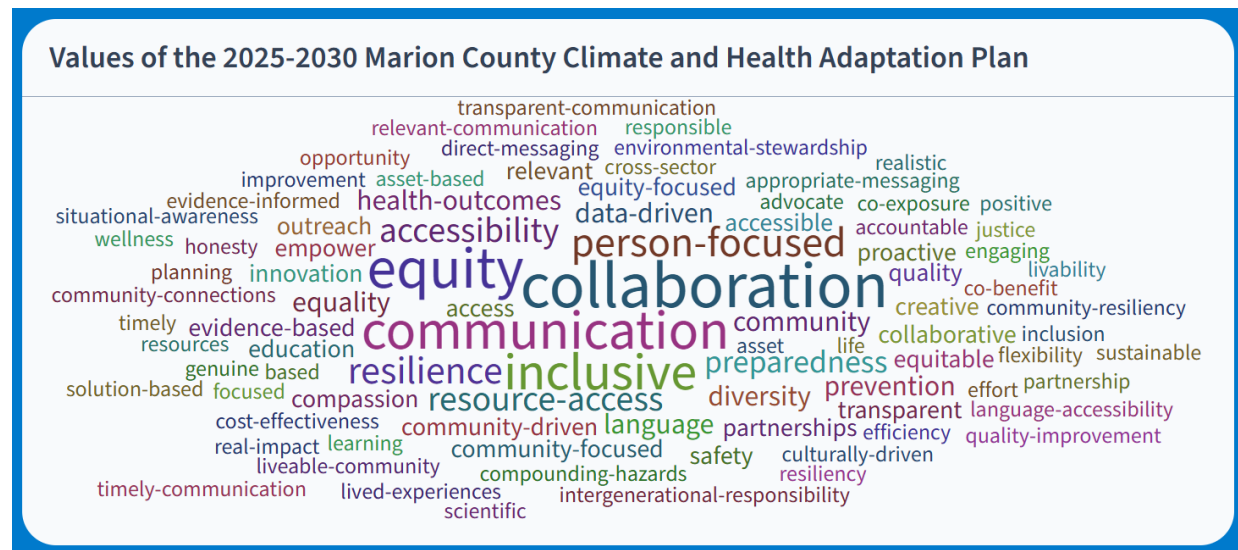 Values of the 2025-2030 Marion County Climate and Health Adaptation Plan
transparent-communication
relevant-communication responsible
direct-messaging environmental-stewardship
opportunity relevant cross-sector realistic
improvement asset-based equity-focused appropriate-messaging
evidence-informed health-outcomes advocate co-exposure positive
situational-awareness outreach data-driven accessible accountable justice
wellness honesty empower accessibility person-focused proactive engaging
planning innovation equity collaboration quality livability
community-connections equality access co-benefit
creative community-resiliency
timely evidence-based communication community collaborative inclusion
resources education asset life equitable flexibility sustainable
genuine based resilience inclusive preparedness
solution-based focused compassion resource-access diversity prevention effort partnership
transparent language-accessibility
cost-effectiveness community-driven language partnerships efficiency quality-improvement
real-impact learning community-focused safety culturally-driven
liveable-community compounding-hazards resiliency
timely-communication lived-experiences intergenerational-responsibility
scientific